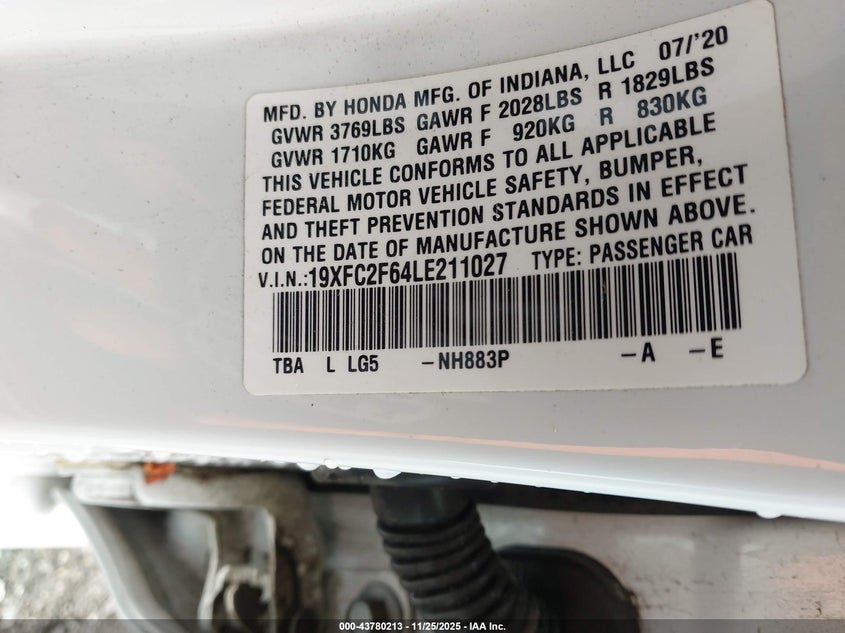 MFD. BY HONDA MFG. OF INDIANA, LLC 07/'20
GVWR 3769LBS GAWR F 2028LBS R 1829LBS
GVWR 1710KG GAWR F 920KG R 830KG
THIS VEHICLE CONFORMS TO ALL APPLICABLE
FEDERAL MOTOR VEHICLE SAFETY, BUMPER,
AND THEFT PREVENTION STANDARDS IN EFFECT
ON THE DATE OF MANUFACTURE SHOWN ABOVE.
V.I.N.:19XFC2F64LE211027 TYPE: PASSENGER CAR
TBA L LG5 -NH883P -A -E
000-43780213 - 11/25/2025 - IAA Inc.